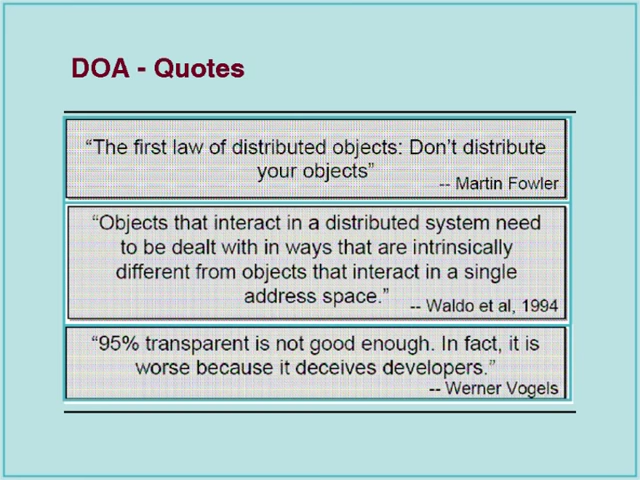 DOA - Quotes
“The first law of distributed objects: Don’t distribute
your objects”
-- Martin Fowler
“Objects that interact in a distributed system need
to be dealt with in ways that are intrinsically
different from objects that interact in a single
address space.”
-- Waldo et al, 1994
“95% transparent is not good enough. In fact, it is
worse because it deceives developers.”
-- Werner Vogels